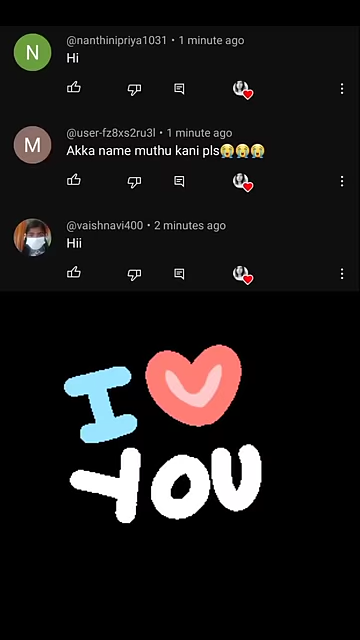 @nanthinipriya1031 • 1 minute ago
Hi
@user-fz8xs2ru3l • 1 minute ago
Akka name muthu kani pls😭😭😭
@vaishnavi400 • 2 minutes ago
Hii
I ❤
YOU
N
M